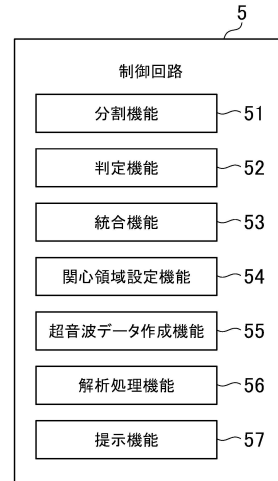 5
制御回路
分割機能 51
判定機能 52
統合機能 53
関心領域設定機能 54
超音波データ作成機能 55
解析処理機能 56
提示機能 57